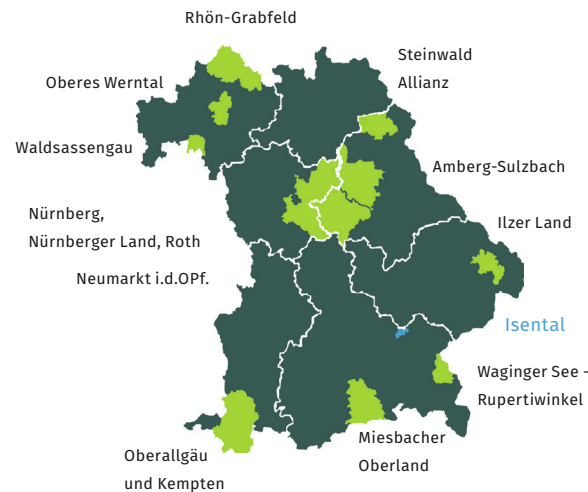 Rhön-Grabfeld
Steinwald
Allianz
Oberes Werntal
Waldsassengau
Amberg-Sulzbach
Nürnberg,
Nürnberger Land, Roth
Ilzer Land
Neumarkt i.d.OPf.
Isental
Waginger See -
Rupertiwinkel
Miesbacher
Oberland
Oberallgäu
und Kempten